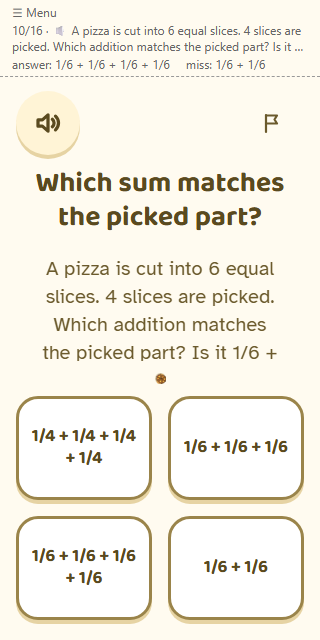 ☰ Menu
10/16 · 🔈 A pizza is cut into 6 equal slices. 4 slices are
picked. Which addition matches the picked part? Is it ...
answer: 1/6 + 1/6 + 1/6 + 1/6 miss: 1/6 + 1/6
Which sum matches
the picked part?
A pizza is cut into 6 equal
slices. 4 slices are picked.
Which addition matches
the picked part? Is it 1/6 +
1/4 + 1/4 + 1/4
+ 1/4
1/6 + 1/6 + 1/6
1/6 + 1/6 + 1/6
+ 1/6
1/6 + 1/6